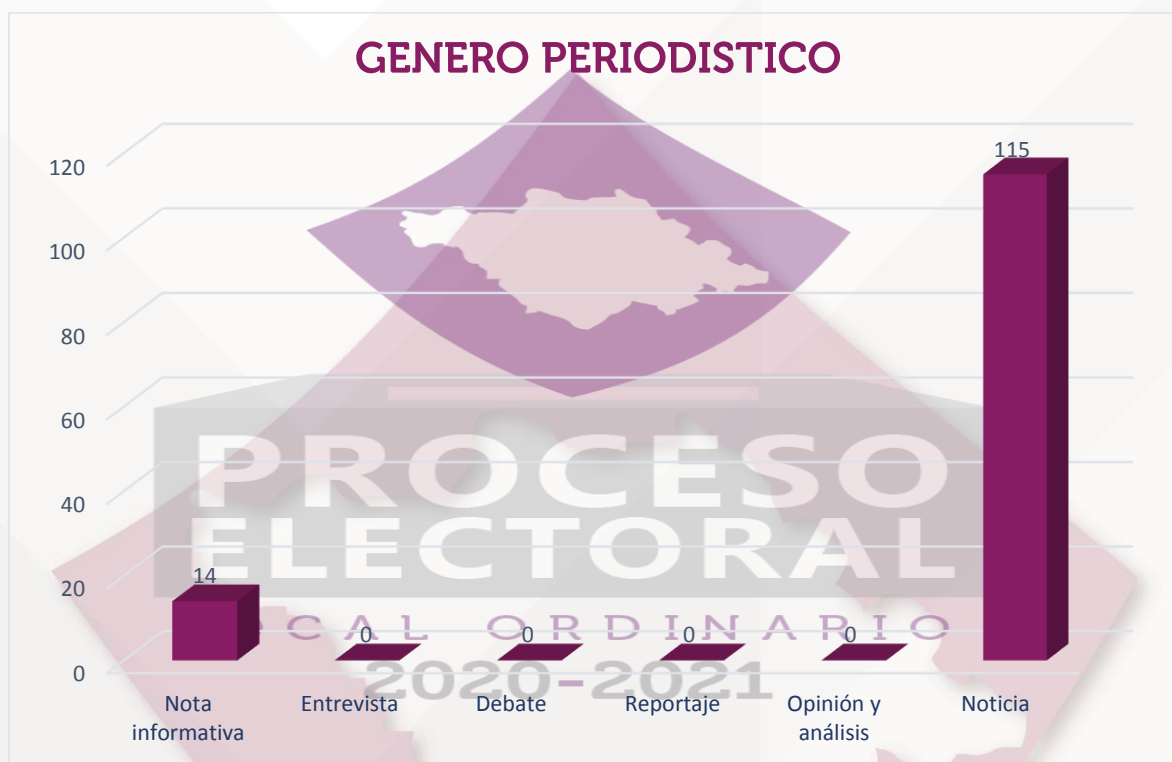 GENERO PERIODISTICO
120
100
80
60
40
20
0
14
0
0
0
0
115
Nota
informativa
Entrevista
Debate
Reportaje
Opinión y
análisis
Noticia
PROCESO
ELECTORAL
OCAL ORDINARIO
2020-2021